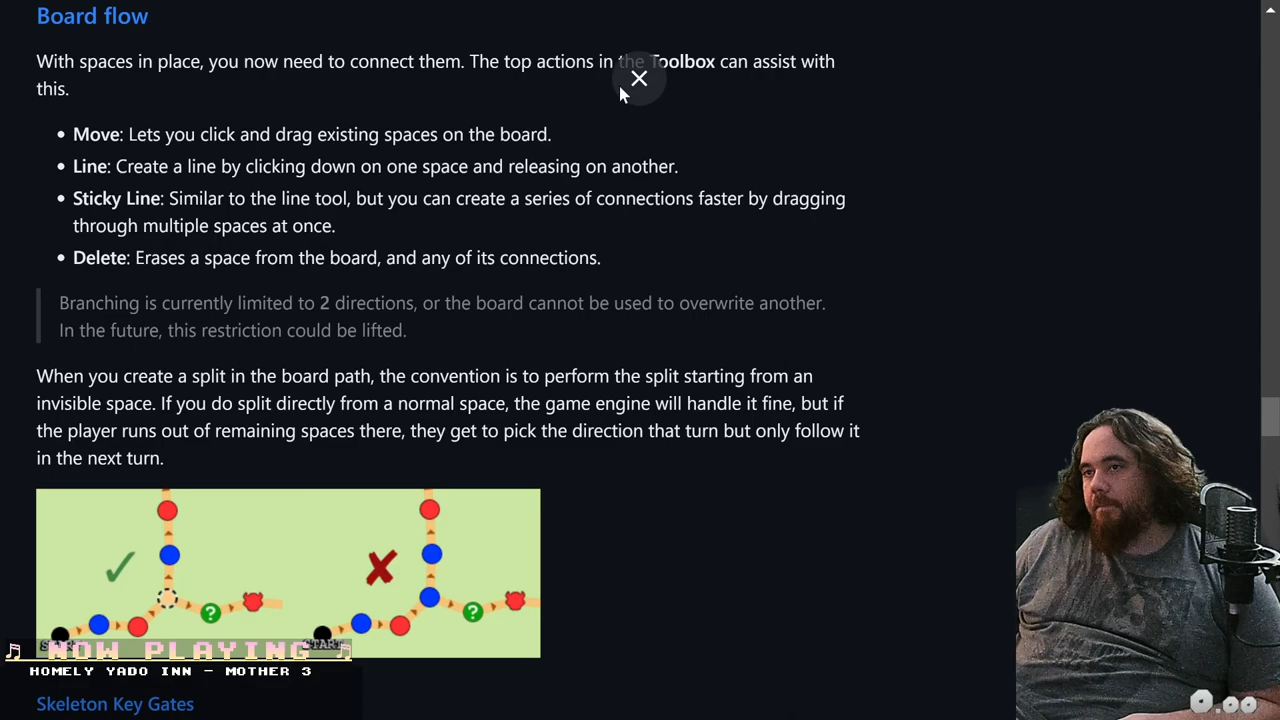 Board flow
With spaces in place, you now need to connect them. The top actions in the Toolbox can assist with
this.
• Move: Lets you click and drag existing spaces on the board.
• Line: Create a line by clicking down on one space and releasing on another.
• Sticky Line: Similar to the line tool, but you can create a series of connections faster by dragging
through multiple spaces at once.
• Delete: Erases a space from the board, and any of its connections.
Branching is currently limited to 2 directions, or the board cannot be used to overwrite another.
In the future, this restriction could be lifted.
When you create a split in the board path, the convention is to perform the split starting from an
invisible space. If you do split directly from a normal space, the game engine will handle it fine, but if
the player runs out of remaining spaces there, they get to pick the direction that turn but only follow it
in the next turn.
? ?
START
♫ NOW PLAYING ♫
HOMELY YADO INN - MOTHER 3
Skeleton Key Gates
0.00